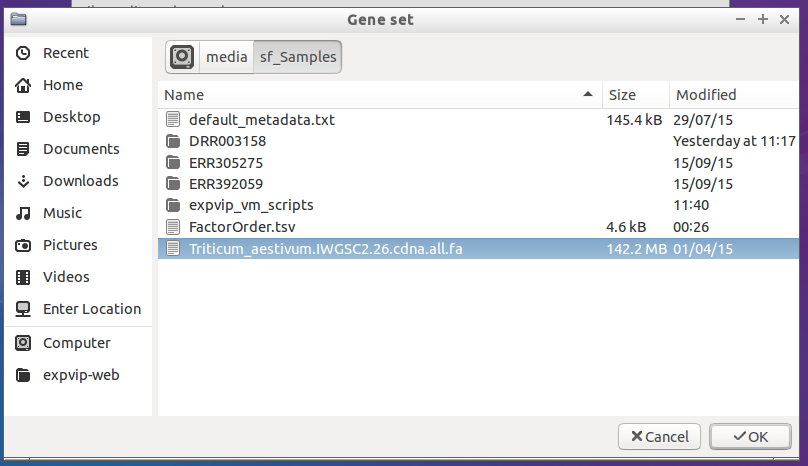 Gene set
Recent
Home
Desktop
Documents
Downloads
Music
Pictures
Videos
Enter Location
Computer
expvip-web
media sf_Samples
Name Size Modified
default_metadata.txt 145.4 kB 29/07/15
DRR003158 Yesterday at 11:17
ERR305275 15/09/15
ERR392059 15/09/15
expvip_vm_scripts 11:40
FactorOrder.tsv 4.6 kB 00:26
Triticum_aestivum.IWGSC2.26.cdna.all.fa 142.2 MB 01/04/15
Cancel OK